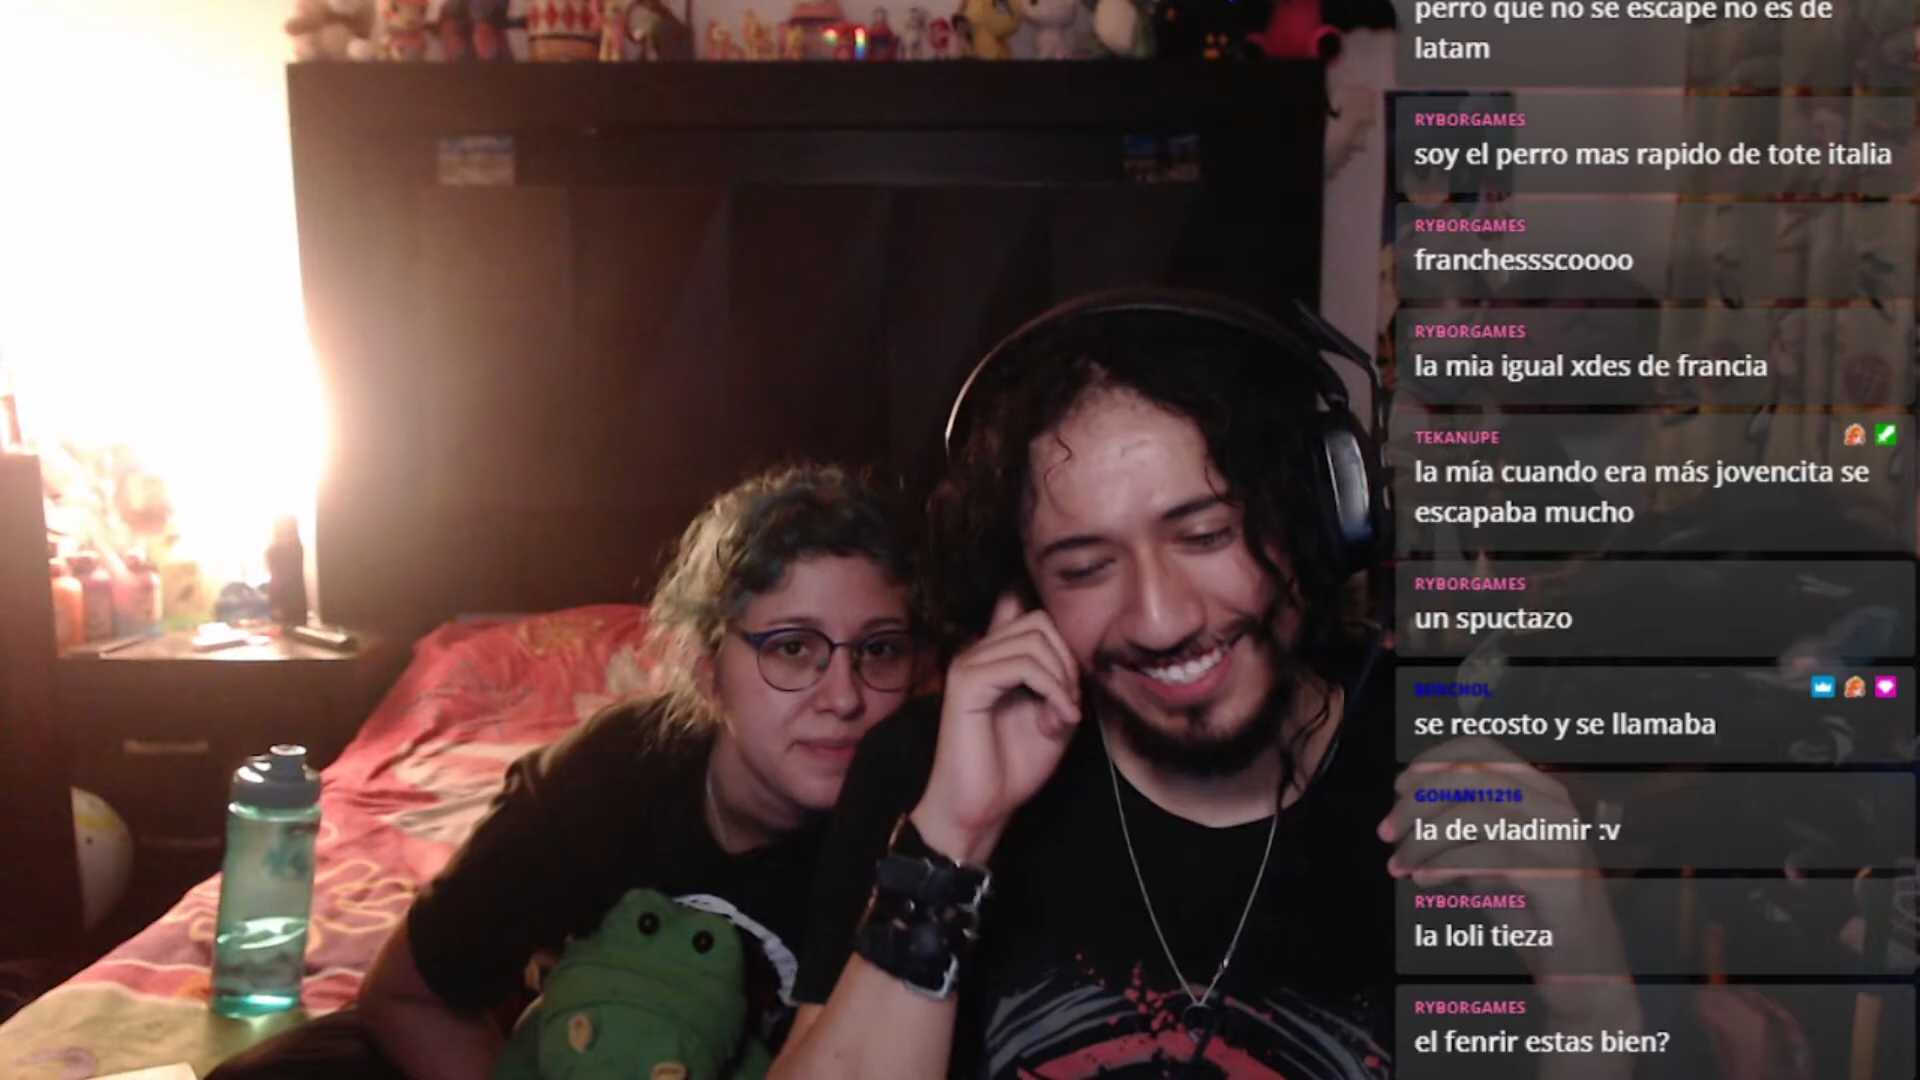 perro que no se escape no es de
latam
RYBORGAMES
soy el perro mas rapido de tote italia
RYBORGAMES
franchessscoooo
RYBORGAMES
la mia igual xdes de francia
TEKANUPE
la mía cuando era más jovencita se
escapaba mucho
RYBORGAMES
un spuctazo
se recosto y se llamaba
GOHAN11216
la de vladimir :v
RYBORGAMES
la loli tieza
RYBORGAMES
el fenrir estas bien?